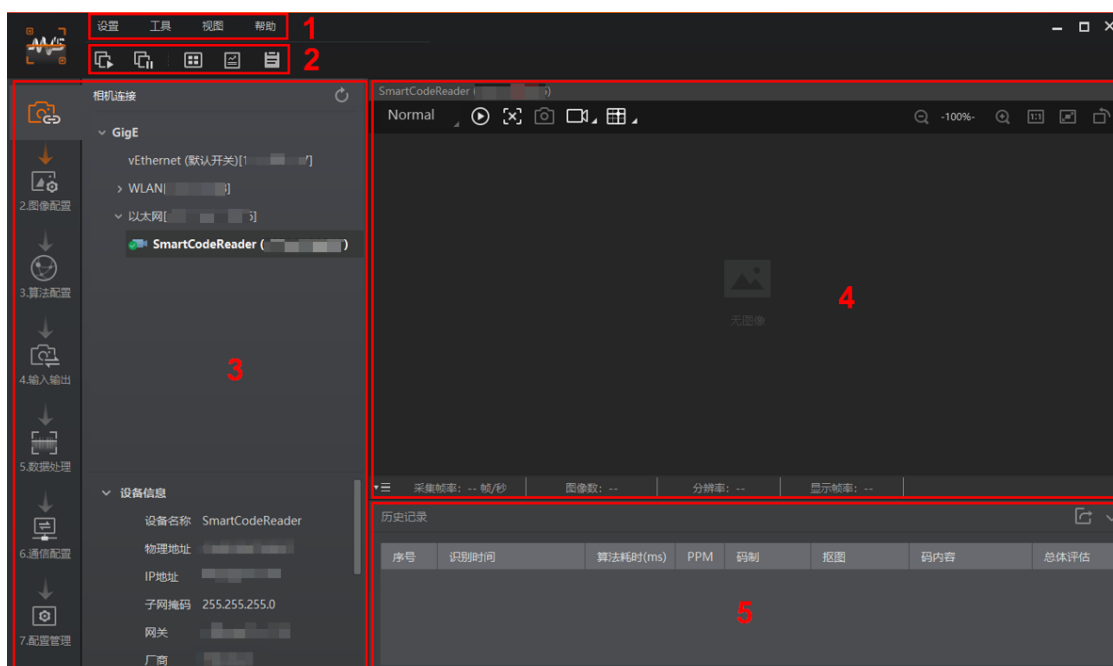 设置 工具 视图 帮助 1
2
相机连接
GigE
vEthernet (默认开关)[1
WLAN[
以太网[
SmartCodeReader (
2.图像配置
3.算法配置
4.输入输出
5.数据处理
6.通信配置
7.配置管理
3
设备信息
设备名称 SmartCodeReader
物理地址
IP地址
子网掩码 255.255.255.0
网关
厂商
SmartCodeReader (
Normal -100%- 1:1
无图像
4
采集帧率: -- 帧/秒 图像数: -- 分辨率: -- 显示帧率: --
历史记录
序号 识别时间 算法耗时(ms) PPM 码制 抠图 码内容 总体评估
5